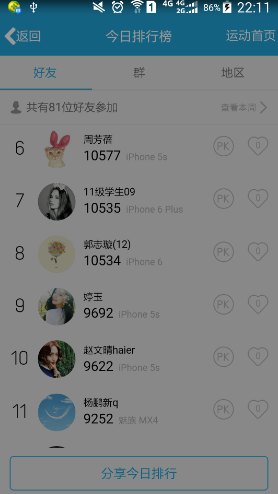 4G 4G 86% 22:11
返回 今日排行榜 运动首页
好友 群 地区
共有81位好友参加 查看本周
6 周芳蓓 10577 iPhone 5s PK 0
7 11级学生09 10535 iPhone 6 Plus PK 0
8 郭志璇(12) 10534 iPhone 6 PK 0
9 婷玉 9692 iPhone 5s PK 0
10 赵文晴haier 9622 iPhone 5s PK 0
11 杨鹏新q 9252 魅族 MX4 PK 0
分享今日排行